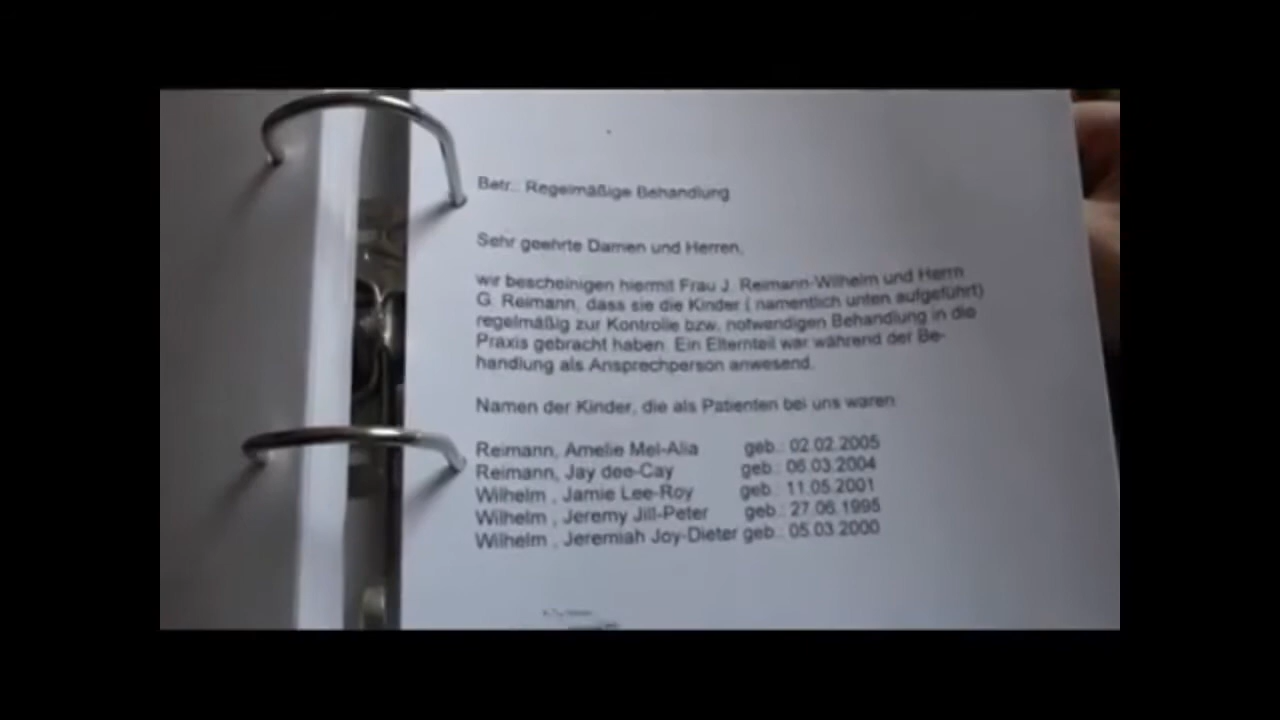 Betr.: Regelmäßige Behandlung
Sehr geehrte Damen und Herren,
wir bescheinigen hiermit Frau J. Reimann-Wilhelm und Herrn
G. Reimann, dass sie die Kinder ( namentlich unten aufgeführt)
regelmäßig zur Kontrolle bzw. notwendigen Behandlung in die
Praxis gebracht haben. Ein Elternteil war während der Be-
handlung als Ansprechperson anwesend.
Namen der Kinder, die als Patienten bei uns waren
Reimann, Amelie Mel-Alia geb.: 02.02.2005
Reimann, Jay dee-Cay geb.: 06.03.2004
Wilhelm , Jamie Lee-Roy geb.: 11.05.2001
Wilhelm , Jeremy Jill-Peter geb.: 27.06.1995
Wilhelm , Jeremiah Joy-Dieter geb.: 05.03.2000